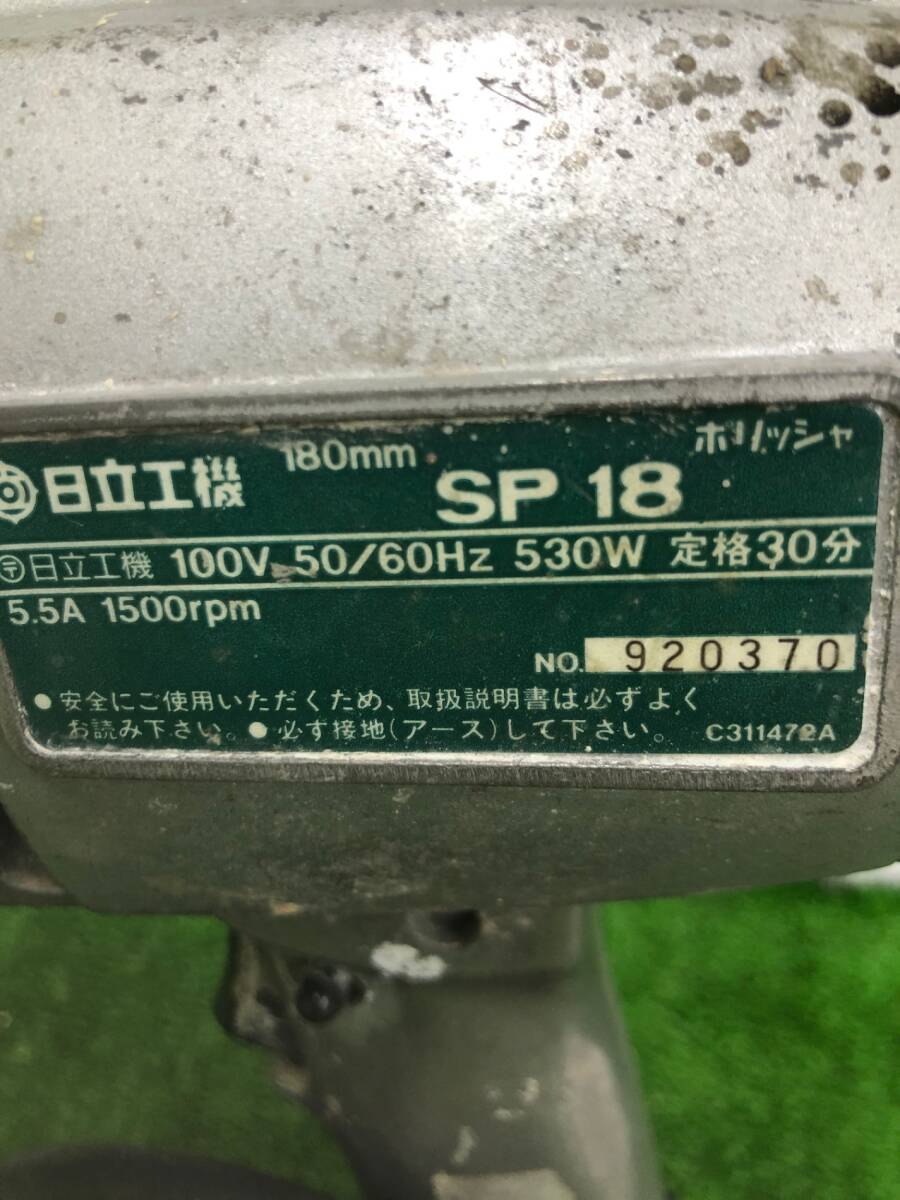 日立工機 180mm SP 18 ポリッシャ
〶日立工機 100V 50/60Hz 530W 定格30分
5.5A 1500rpm
NO. 920370
●安全にご使用いただくため、取扱説明書は必ずよく
お読み下さい。●必ず接地(アース)して下さい。 C311472A